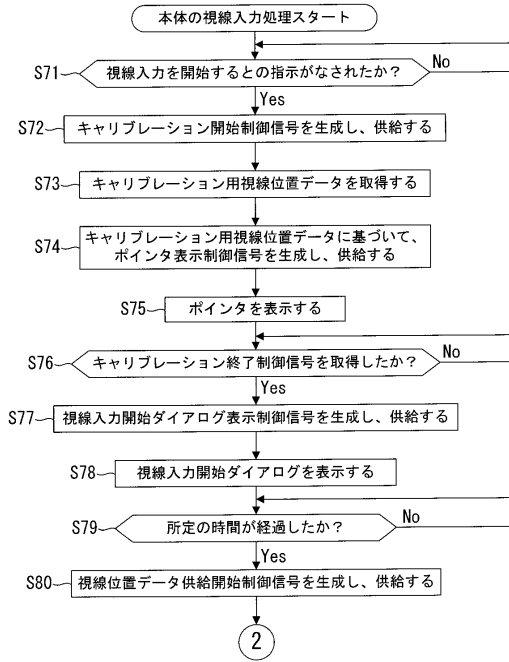 本体の視線入力処理スタート
S71
視線入力を開始するとの指示がなされたか？
No
Yes
S72
キャリブレーション開始制御信号を生成し、供給する
S73
キャリブレーション用視線位置データを取得する
S74
キャリブレーション用視線位置データに基づいて、
ポインタ表示制御信号を生成し、供給する
S75
ポインタを表示する
S76
キャリブレーション終了制御信号を取得したか？
No
Yes
S77
視線入力開始ダイアログ表示制御信号を生成し、供給する
S78
視線入力開始ダイアログを表示する
S79
所定の時間が経過したか？
No
Yes
S80
視線位置データ供給開始制御信号を生成し、供給する
2